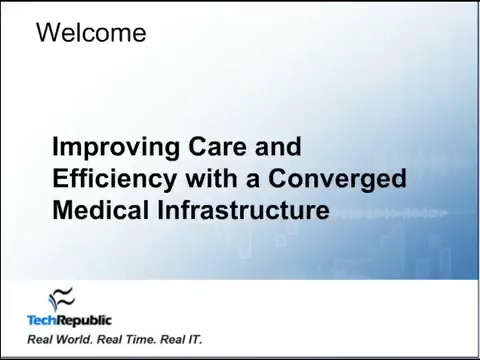 Welcome
Improving Care and
Efficiency with a Converged
Medical Infrastructure
TechRepublic
Real World. Real Time. Real IT.